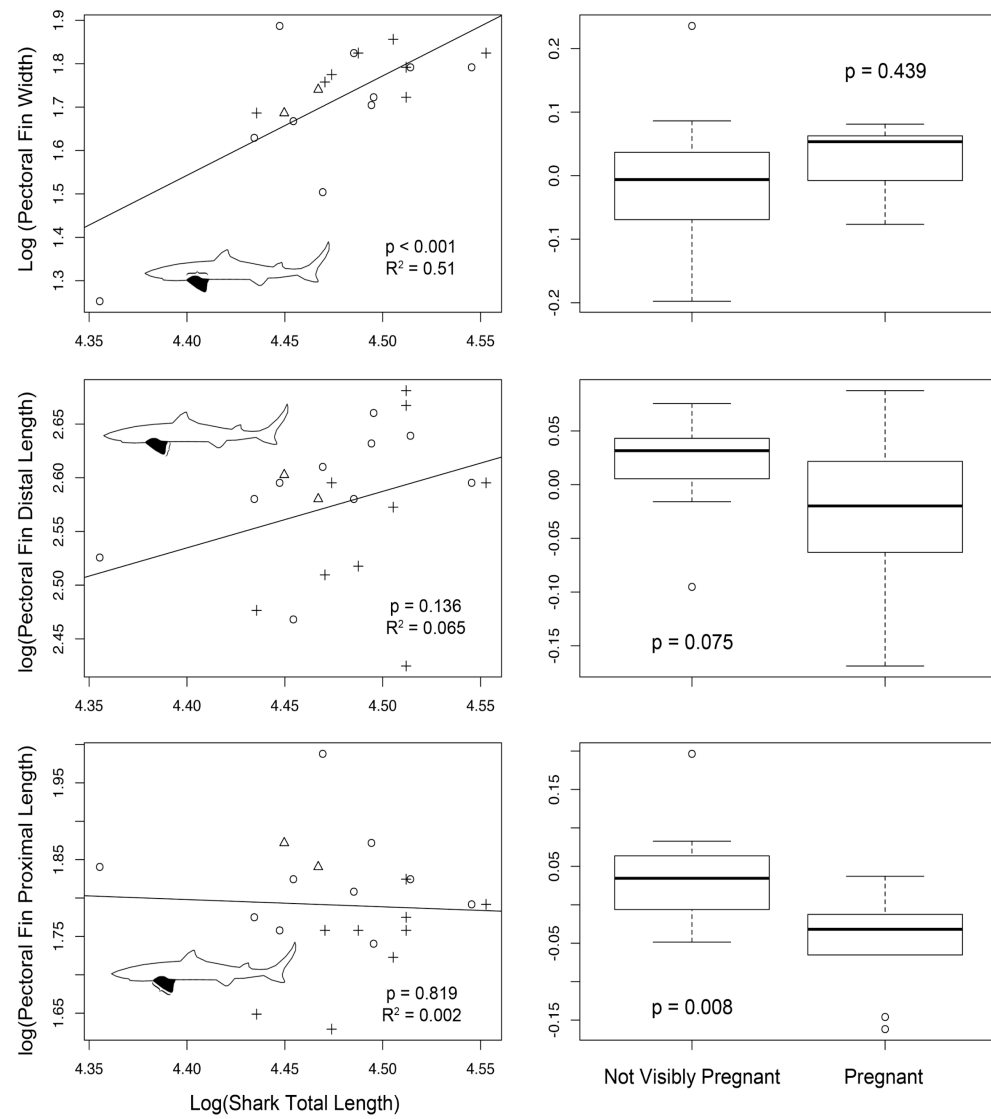 Log (Pectoral Fin Width)
1.9
1.8
1.7
1.6
1.5
1.4
1.3
p < 0.001
R² = 0.51
4.35 4.40 4.45 4.50 4.55
0.2
0.1
0.0
-0.1
-0.2
p = 0.439
log(Pectoral Fin Distal Length)
2.65
2.60
2.55
2.50
2.45
p = 0.136
R² = 0.065
4.35 4.40 4.45 4.50 4.55
0.05
0.00
-0.05
-0.10
-0.15
p = 0.075
log(Pectoral Fin Proximal Length)
1.95
1.85
1.75
1.65
p = 0.819
R² = 0.002
4.35 4.40 4.45 4.50 4.55
Log(Shark Total Length)
0.15
0.05
-0.05
-0.15
p = 0.008
Not Visibly Pregnant Pregnant